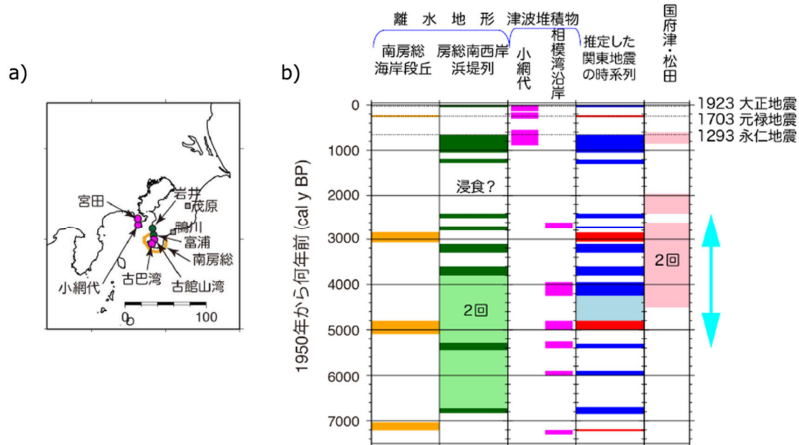 a)
宮田
岩井
茂原
鴨川
富浦
南房総
小網代
古巴湾
古館山湾
0
100
b)
離水地形
津波堆積物
南房総
海岸段丘
房総南西岸
浜堤列
小網代
相模湾沿岸
推定した
関東地震
の時系列
国府津・松田
1950年から何年前 (cal y BP)
0
1000
2000
3000
4000
5000
6000
7000
浸食?
2回
2回
1923 大正地震
1703 元禄地震
1293 永仁地震